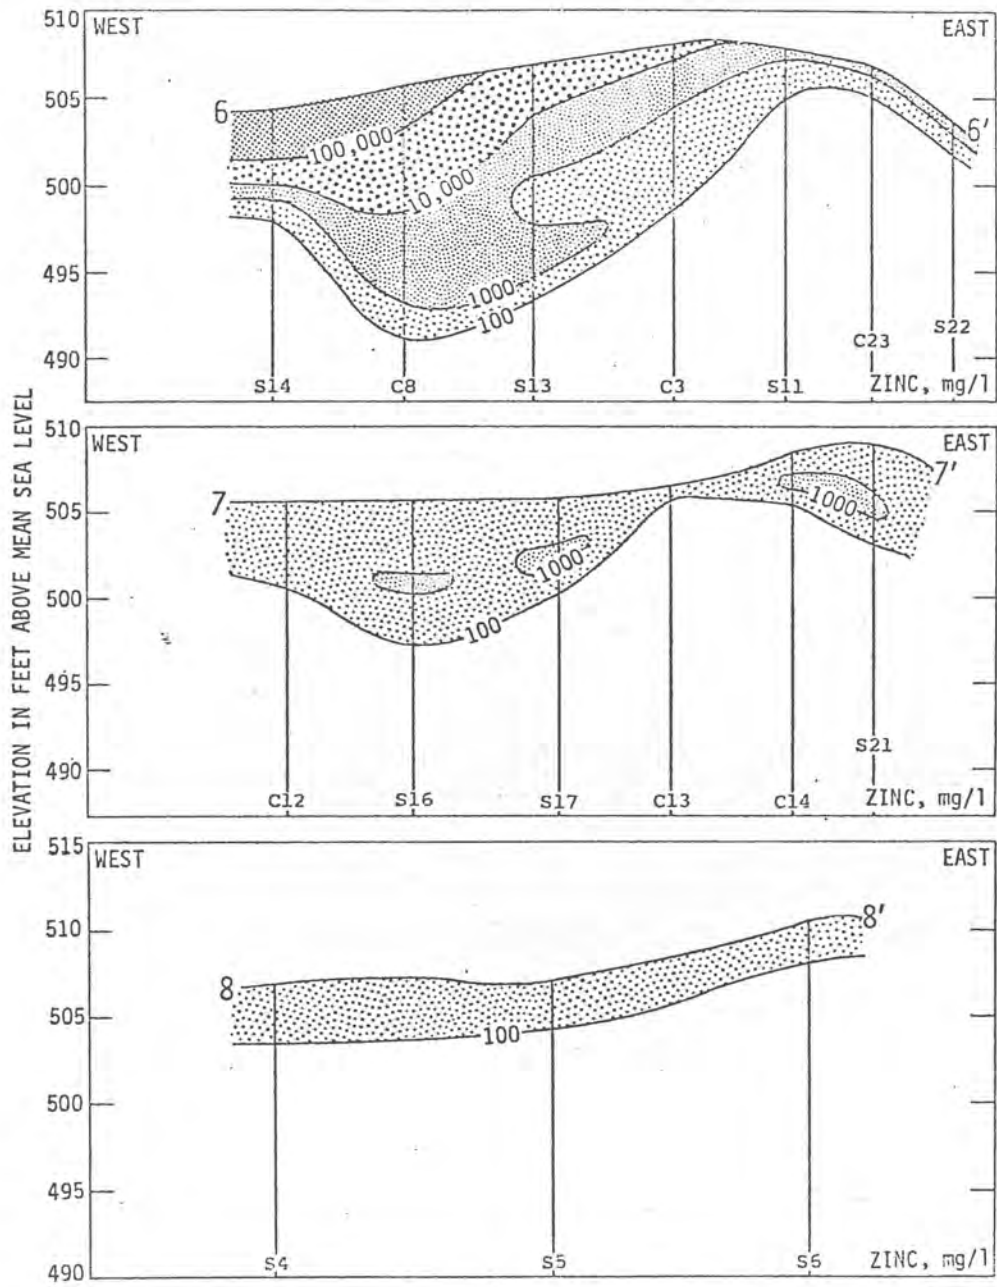 ELEVATION IN FEET ABOVE MEAN SEA LEVEL
510
WEST
EAST
505
6
6'
100,000
500
10,000
495
1000
100
490
S14
C8
S13
C3
S11
C23
S22
ZINC, mg/l
510
WEST
EAST
7
7'
505
1000
1000
500
100
495
490
C12
S16
S17
C13
C14
S21
ZINC, mg/l
515
WEST
EAST
510
8
8'
505
100
500
495
490
S4
S5
S5
ZINC, mg/l